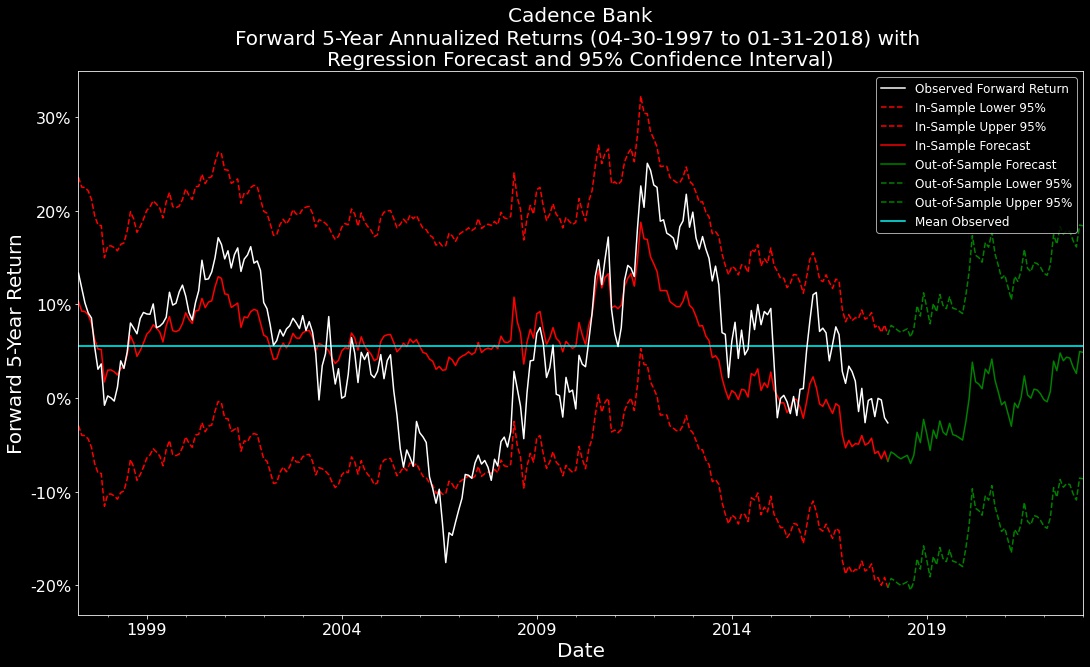 Cadence Bank
Forward 5-Year Annualized Returns (04-30-1997 to 01-31-2018) with
Regression Forecast and 95% Confidence Interval)
Observed Forward Return
In-Sample Lower 95%
In-Sample Upper 95%
In-Sample Forecast
Out-of-Sample Forecast
Out-of-Sample Lower 95%
Out-of-Sample Upper 95%
Mean Observed
Forward 5-Year Return
30%
20%
10%
0%
-10%
-20%
1999
2004
2009
2014
2019
Date